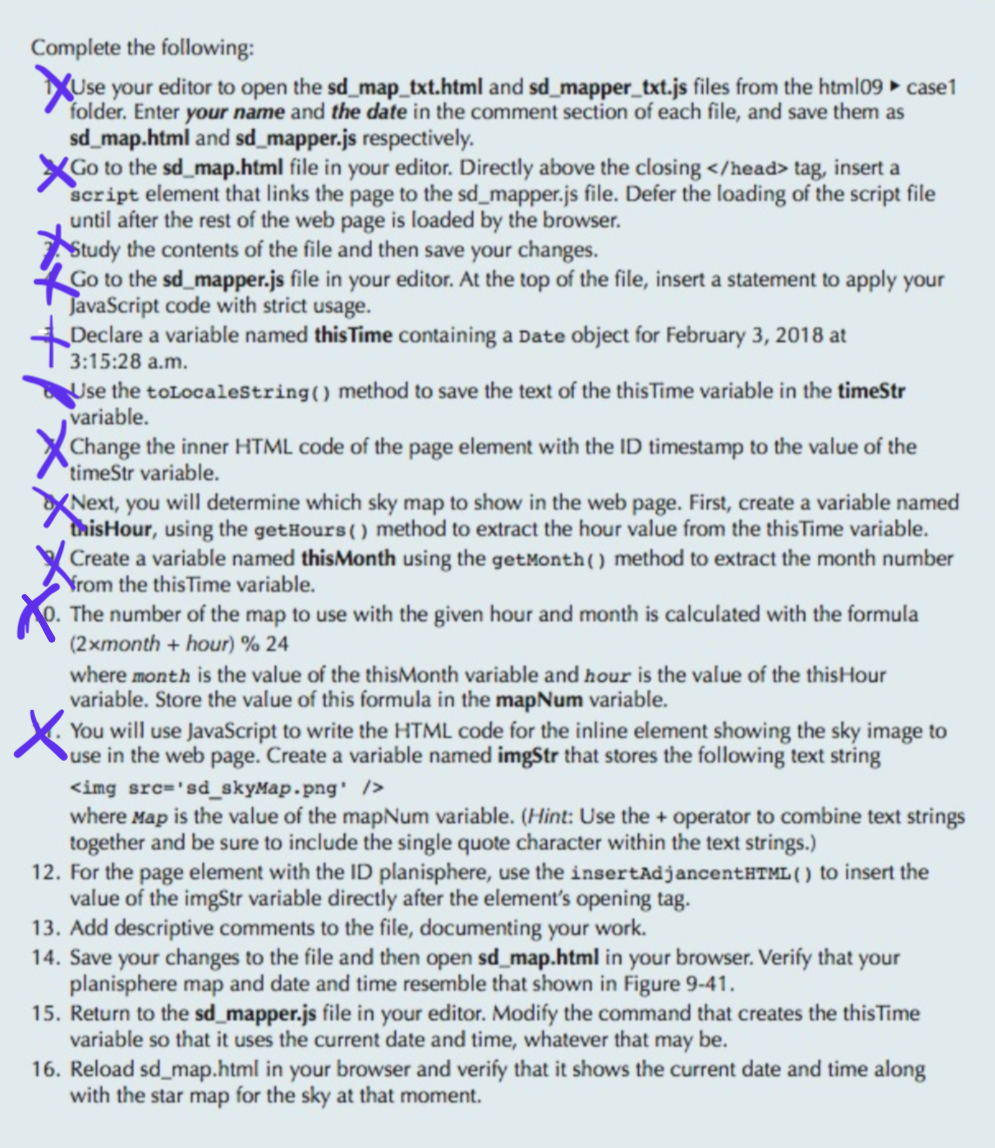 Complete the following:
1. Use your editor to open the sd_map_txt.html and sd_mapper_txt.js files from the html09 ▶ case1
folder. Enter your name and the date in the comment section of each file, and save them as
sd_map.html and sd_mapper.js respectively.
Go to the sd_map.html file in your editor. Directly above the closing </head> tag, insert a
script element that links the page to the sd_mapper.js file. Defer the loading of the script file
until after the rest of the web page is loaded by the browser.
3. Study the contents of the file and then save your changes.
Go to the sd_mapper.js file in your editor. At the top of the file, insert a statement to apply your
JavaScript code with strict usage.
Declare a variable named thisTime containing a Date object for February 3, 2018 at
3:15:28 a.m.
6. Use the toLocaleString() method to save the text of the thisTime variable in the timeStr
variable.
Change the inner HTML code of the page element with the ID timestamp to the value of the
timeStr variable.
8. Next, you will determine which sky map to show in the web page. First, create a variable named
thisHour, using the getHours() method to extract the hour value from the thisTime variable.
9. Create a variable named thisMonth using the getMonth() method to extract the month number
from the thisTime variable.
10. The number of the map to use with the given hour and month is calculated with the formula
(2×month + hour) % 24
where month is the value of the thisMonth variable and hour is the value of the thisHour
variable. Store the value of this formula in the mapNum variable.
You will use JavaScript to write the HTML code for the inline element showing the sky image to
use in the web page. Create a variable named imgStr that stores the following text string
<img src='sd_skyMap.png' />
where Map is the value of the mapNum variable. (Hint: Use the + operator to combine text strings
together and be sure to include the single quote character within the text strings.)
12. For the page element with the ID planisphere, use the insertAdjancentHTML() to insert the
value of the imgStr variable directly after the element's opening tag.
13. Add descriptive comments to the file, documenting your work.
14. Save your changes to the file and then open sd_map.html in your browser. Verify that your
planisphere map and date and time resemble that shown in Figure 9-41.
15. Return to the sd_mapper.js file in your editor. Modify the command that creates the thisTime
variable so that it uses the current date and time, whatever that may be.
16. Reload sd_map.html in your browser and verify that it shows the current date and time along
with the star map for the sky at that moment.